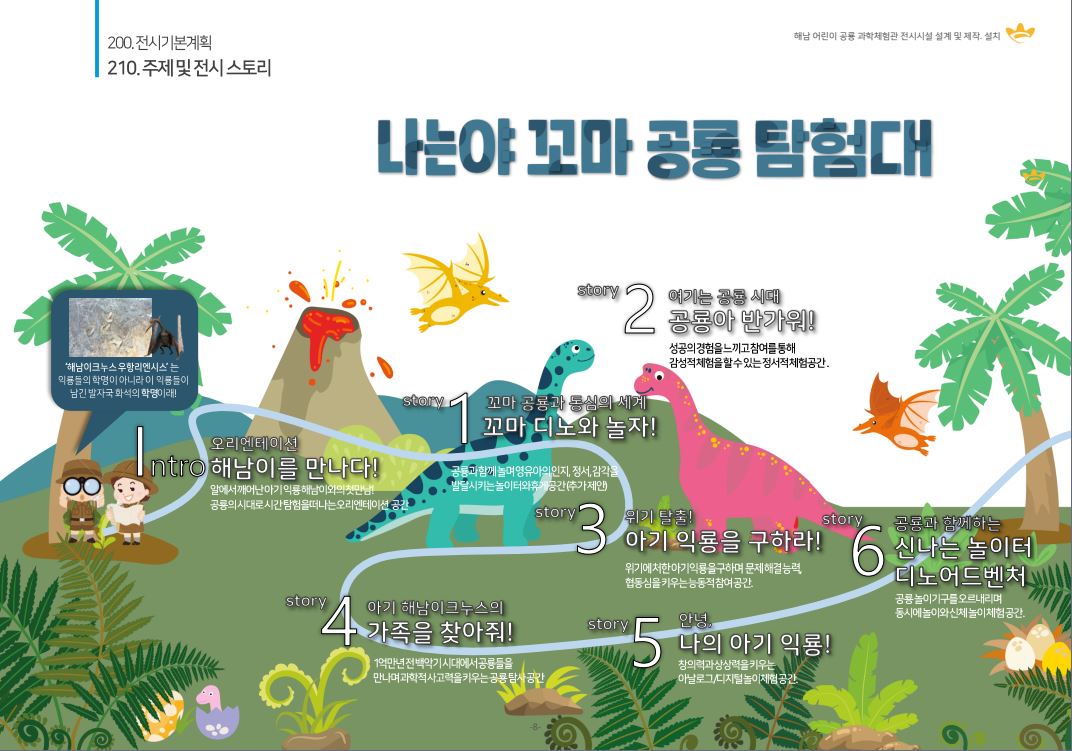 200. 전시기본계획
210. 주제 및 전시 스토리
해남 어린이 공룡 과학체험관 전시시설 설계 및 제작. 설치
나는야 꼬마 공룡 탐험대
'해남이크누스 우항리엔시스' 는
익룡들의 학명이 아니라 이 익룡들이
남긴 발자국 화석의 학명이래!
Intro
오리엔테이션
해남이를 만나다!
알에서 깨어난 아기 익룡 해남이와의 첫만남!
공룡의 시대로 시간 탐험을 떠나는 오리엔테이션 공간
story 1
꼬마 공룡과 동심의 세계
꼬마 디노와 놀자!
공룡과 함께 놀며 영유아의 인지, 정서, 감각을
발달시키는 놀이터와 휴게공간 (추가 제안)
story 2
여기는 공룡 시대
공룡아 반가워!
성공의 경험을 느끼고 참여를 통해
감성적 체험을 할 수 있는 정서적 체험공간 .
story 3
위기 탈출!
아기 익룡을 구하라!
위기에 처한 아기 익룡을 구하며 문제 해결 능력,
협동심을 키우는 능동적 참여 공간.
story 4
아기 해남이크누스의
가족을 찾아줘!
1억만년 전 백악기 시대에서 공룡들을
만나며 과학적 사고력을 키우는 공룡 탐사 공간
story 5
안녕,
나의 아기 익룡!
창의력과 상상력을 키우는
아날로그/디지털 놀이체험 공간.
story 6
공룡과 함께하는
신나는 놀이터
디노어드벤처
공룡 놀이기구를 오르내리며
동시에 놀이와 신체 놀이체험 공간.
-8-